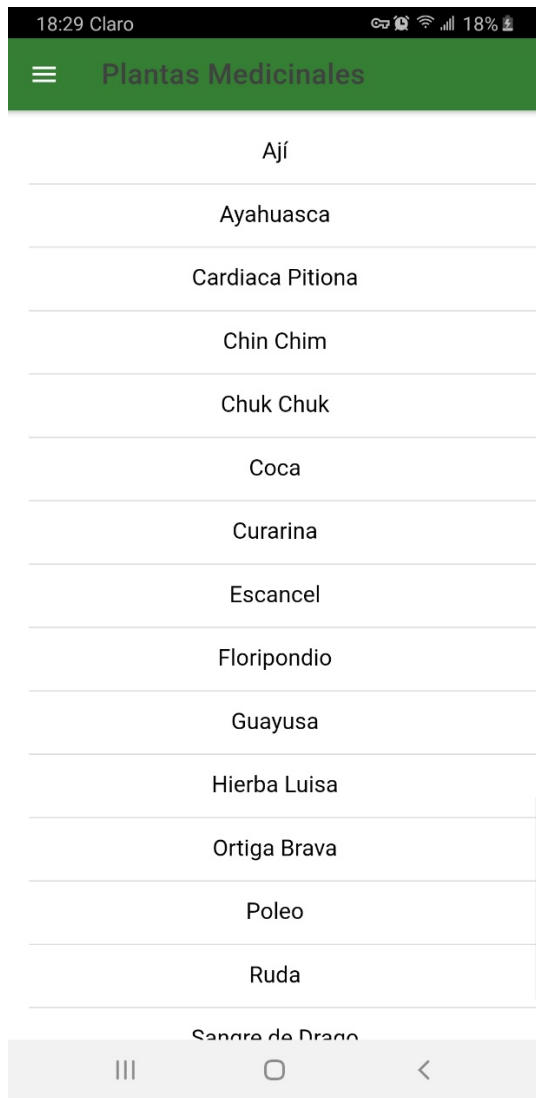 18:29 Claro 18%
Plantas Medicinales
Ají
Ayahuasca
Cardiaca Pitiona
Chin Chim
Chuk Chuk
Coca
Curarina
Escancel
Floripondio
Guayusa
Hierba Luisa
Ortiga Brava
Poleo
Ruda
Sangre de Drago